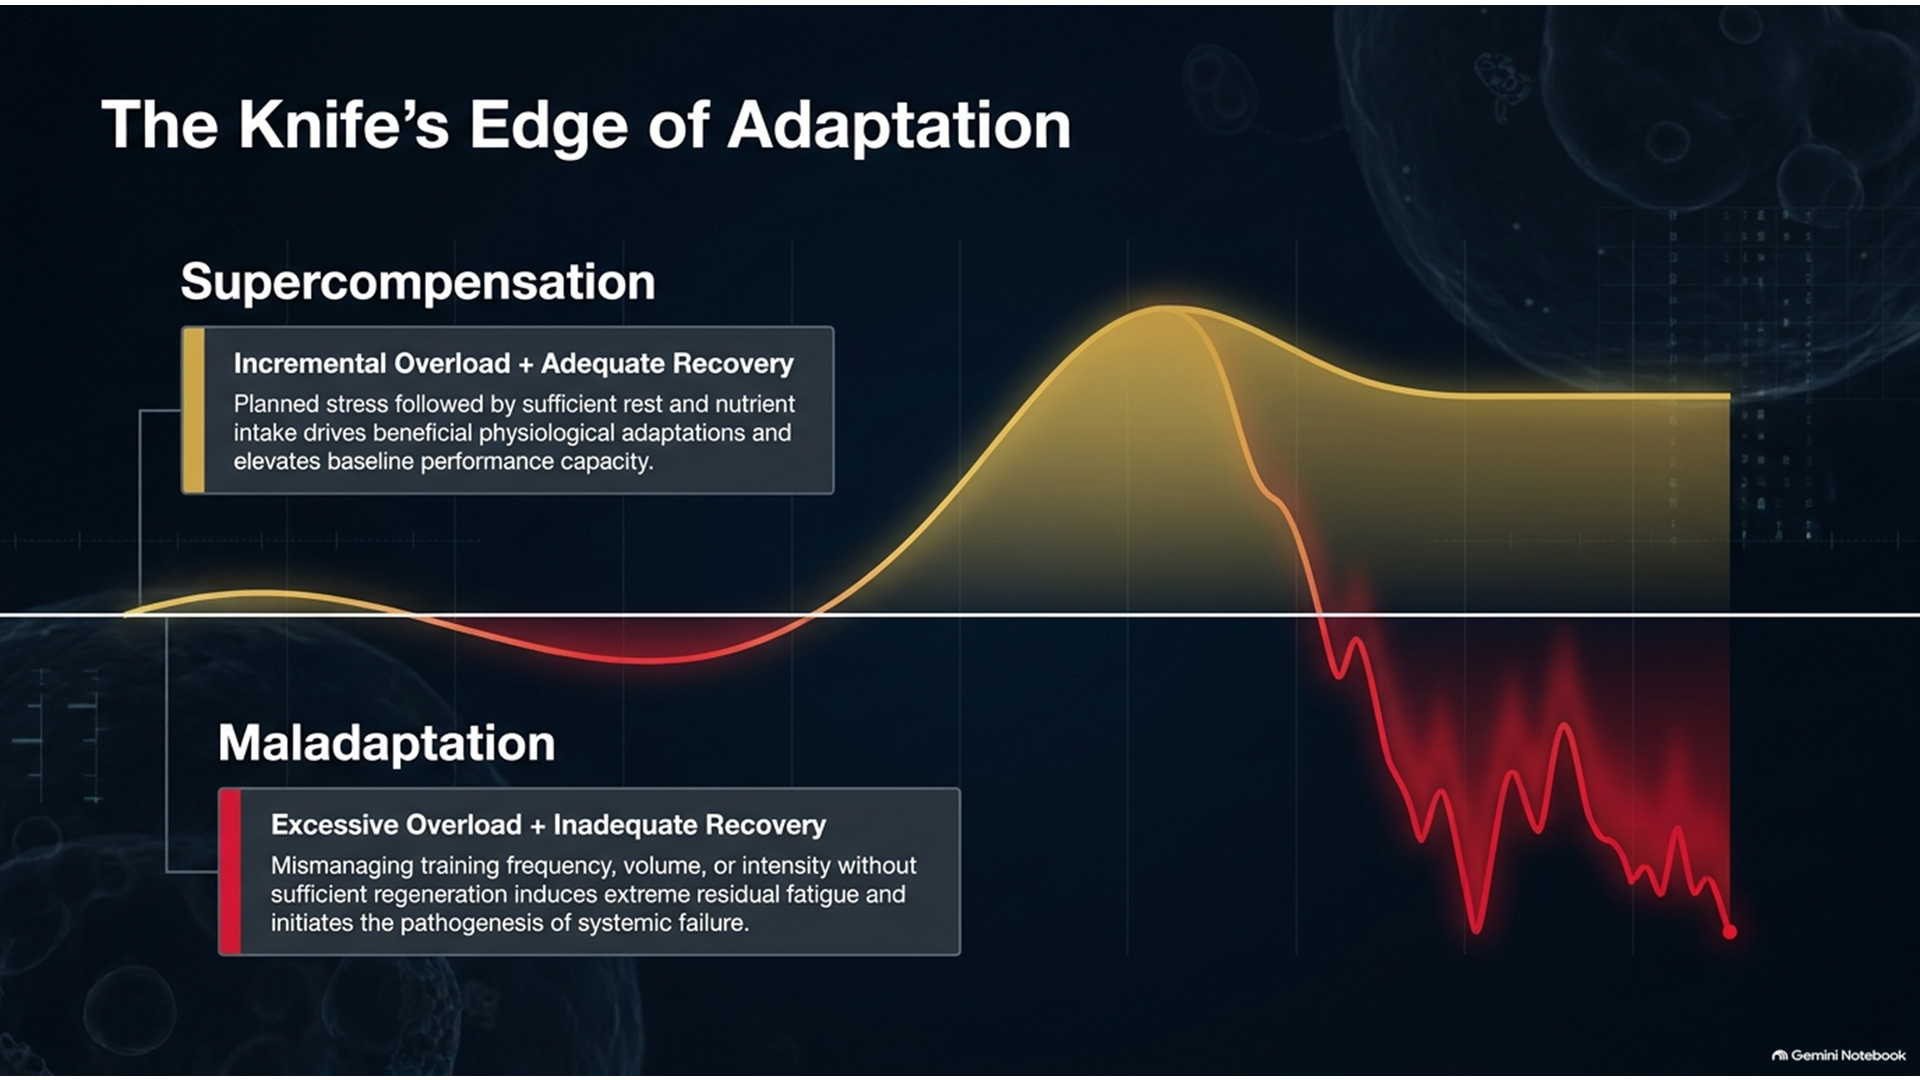 The Knife’s Edge of Adaptation
Supercompensation
Incremental Overload + Adequate Recovery
Planned stress followed by sufficient rest and nutrient
intake drives beneficial physiological adaptations and
elevates baseline performance capacity.
Maladaptation
Excessive Overload + Inadequate Recovery
Mismanaging training frequency, volume, or intensity without
sufficient regeneration induces extreme residual fatigue and
initiates the pathogenesis of systemic failure.
Gemini Notebook